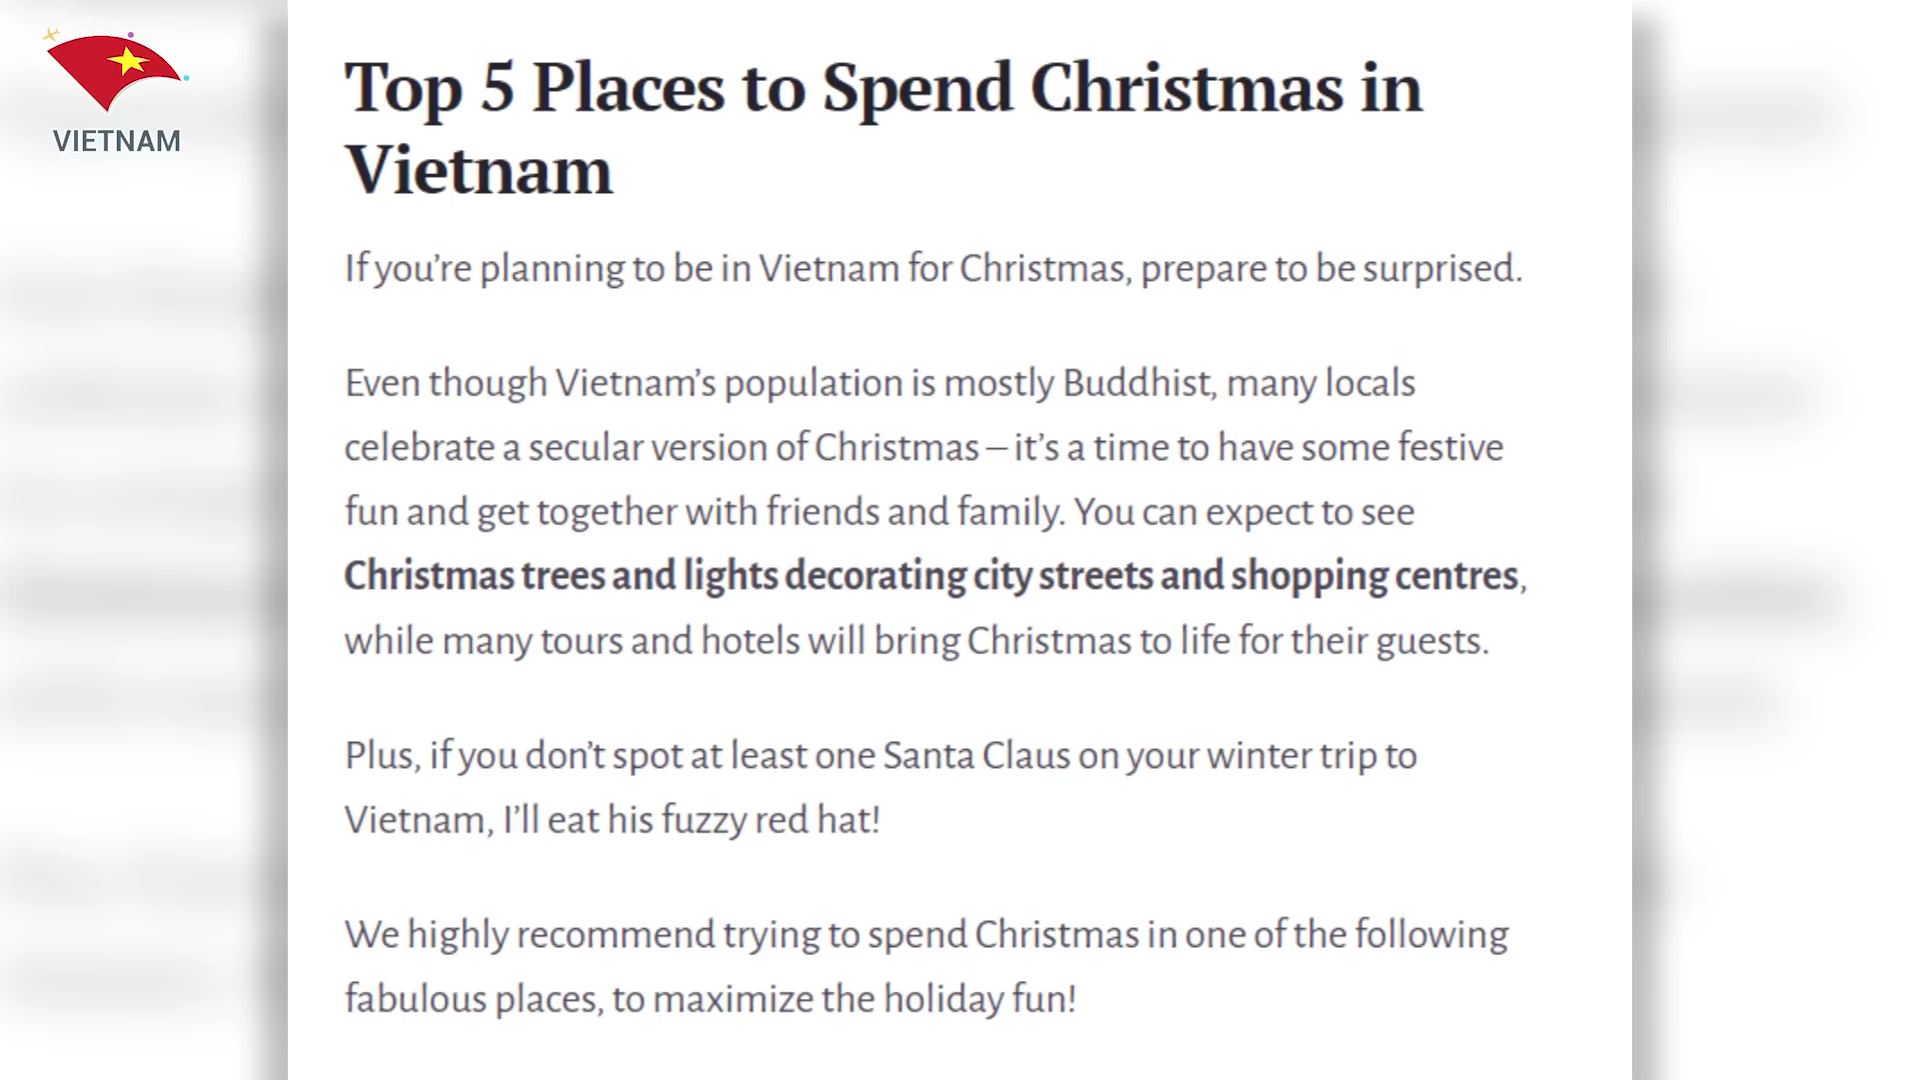 VIETNAM
Top 5 Places to Spend Christmas in
Vietnam
If you’re planning to be in Vietnam for Christmas, prepare to be surprised.
Even though Vietnam’s population is mostly Buddhist, many locals
celebrate a secular version of Christmas – it’s a time to have some festive
fun and get together with friends and family. You can expect to see
Christmas trees and lights decorating city streets and shopping centres,
while many tours and hotels will bring Christmas to life for their guests.
Plus, if you don’t spot at least one Santa Claus on your winter trip to
Vietnam, I’ll eat his fuzzy red hat!
We highly recommend trying to spend Christmas in one of the following
fabulous places, to maximize the holiday fun!